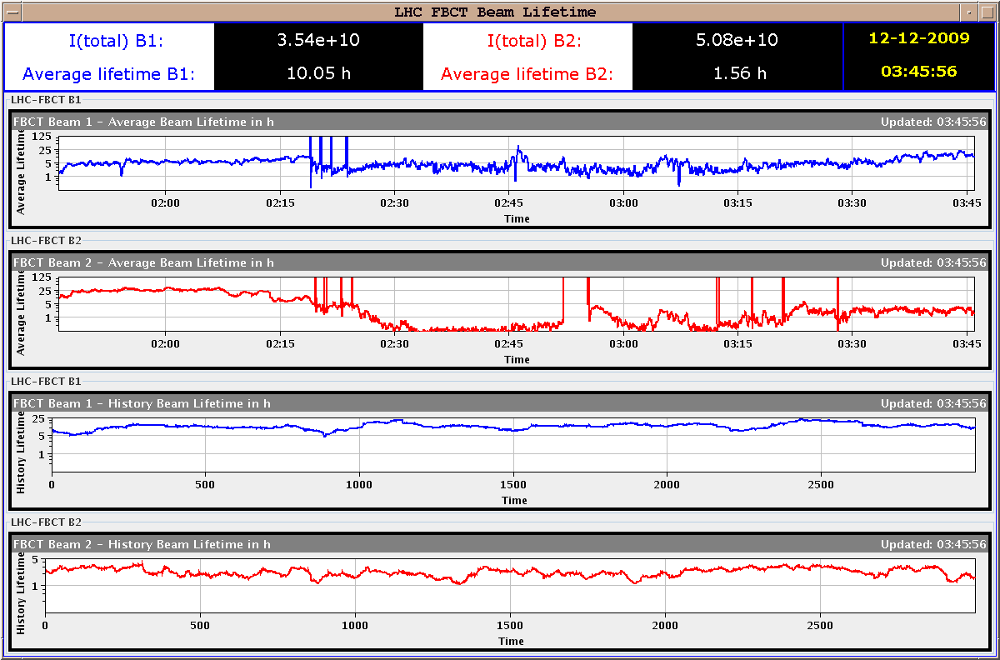 LHC FBCT Beam Lifetime
I(total) B1: 3.54e+10 I(total) B2: 5.08e+10 12-12-2009
Average lifetime B1: 10.05 h Average lifetime B2: 1.56 h 03:45:56
LHC-FBCT B1
FBCT Beam 1 - Average Beam Lifetime in h Updated: 03:45:56
Average Lifetime
125
25
5
1
02:00 02:15 02:30 02:45 03:00 03:15 03:30 03:45
Time
LHC-FBCT B2
FBCT Beam 2 - Average Beam Lifetime in h Updated: 03:45:56
Average Lifetime
125
25
5
1
02:00 02:15 02:30 02:45 03:00 03:15 03:30 03:45
Time
LHC-FBCT B1
FBCT Beam 1 - History Beam Lifetime in h Updated: 03:45:56
History Lifetime
25
5
1
0 500 1000 1500 2000 2500
Time
LHC-FBCT B2
FBCT Beam 2 - History Beam Lifetime in h Updated: 03:45:56
History Lifetime
5
1
0 500 1000 1500 2000 2500
Time